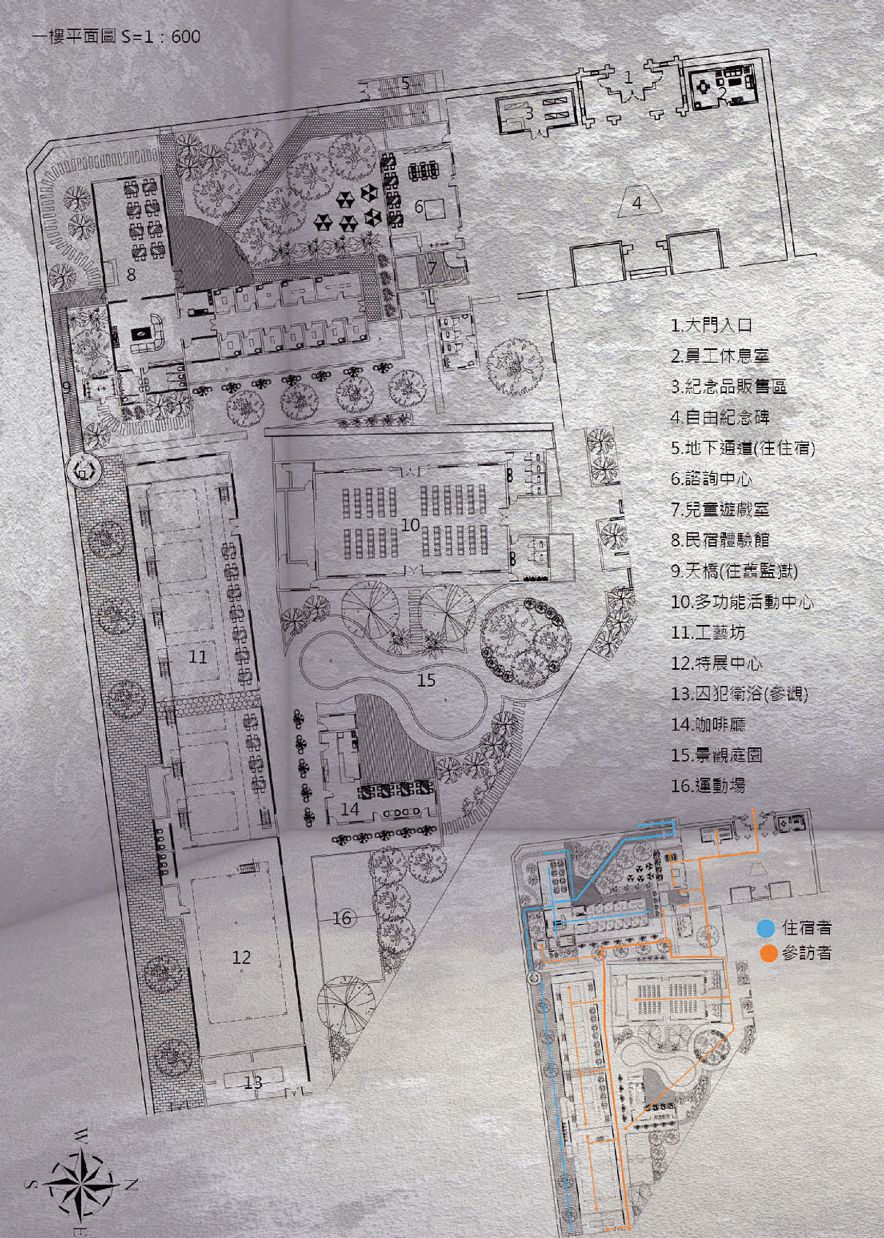 一樓平面圖 S=1：600
5
1
2
3
4
6
7
8
9
10
11
15
14
16
12
13
1.大門入口
2.員工休息室
3.紀念品販售區
4.自由紀念碑
5.地下通道(往住宿)
6.諮詢中心
7.兒童遊戲室
8.民宿體驗館
9.天橋(往舊監獄)
10.多功能活動中心
11.工藝坊
12.特展中心
13.囚犯衛浴(參觀)
14.咖啡廳
15.景觀庭園
16.運動場
住宿者
參訪者
W
S
N
E